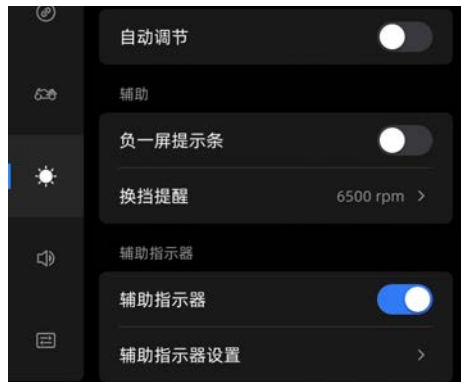 自动调节
辅助
负一屏提示条
换挡提醒
6500 rpm
辅助指示器
辅助指示器
辅助指示器设置